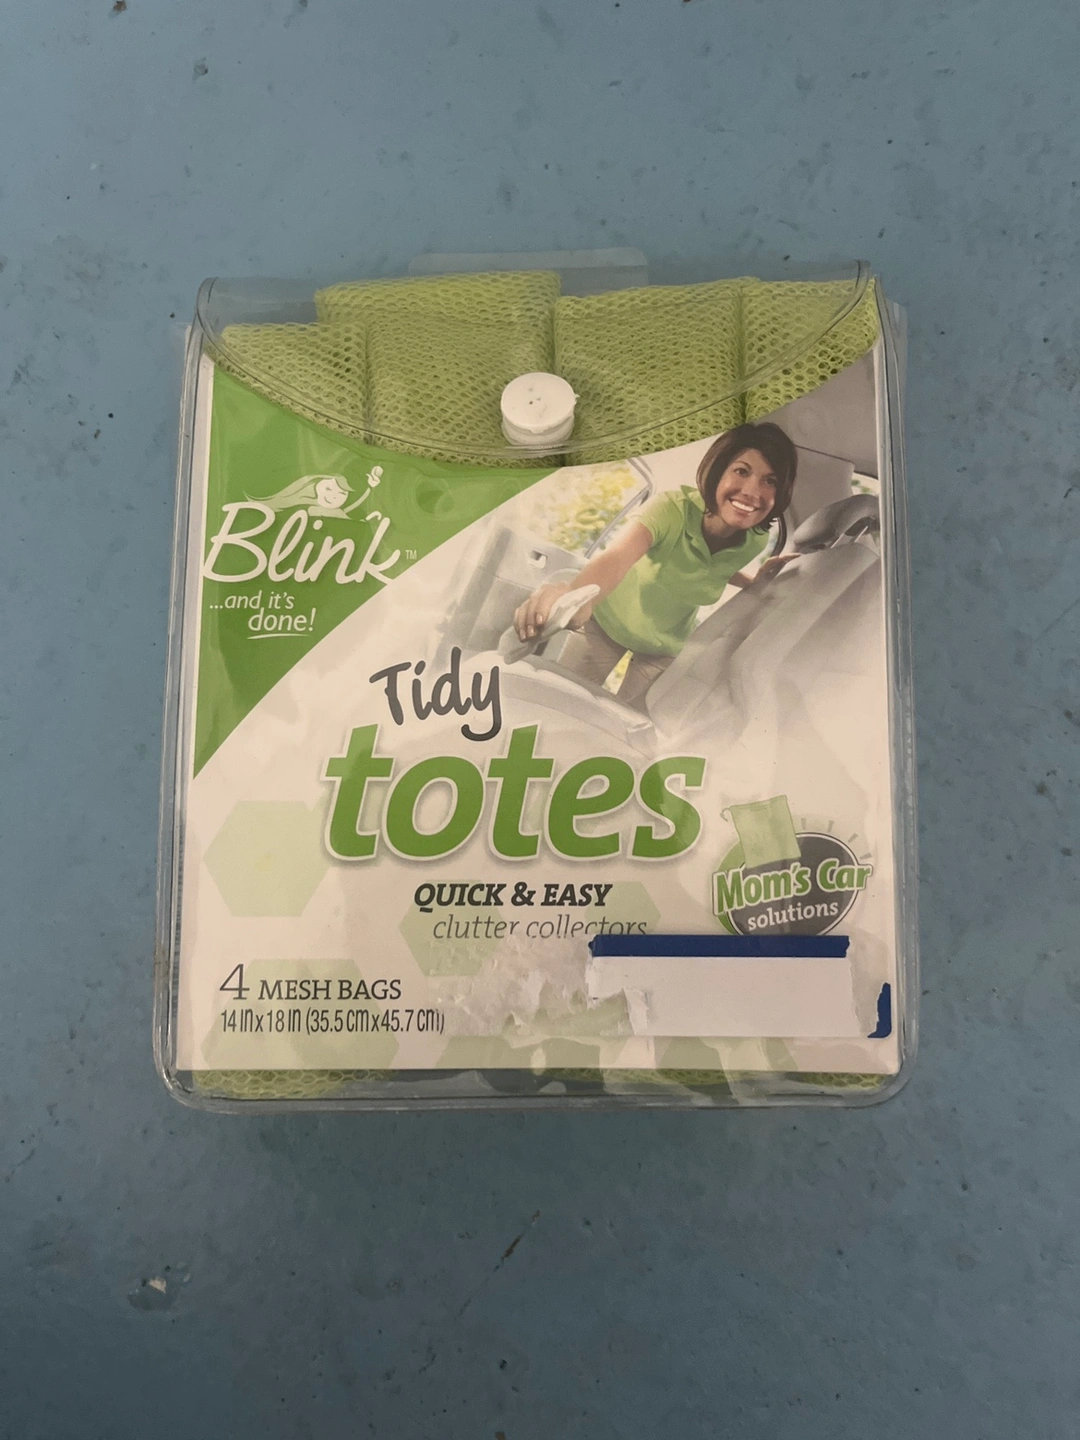 Blink™
...and it's
done!
Tidy
totes
QUICK & EASY
clutter collectors
Mom's Car
solutions
4 MESH BAGS
14 In x 18 In (35.5 cm x 45.7 cm)